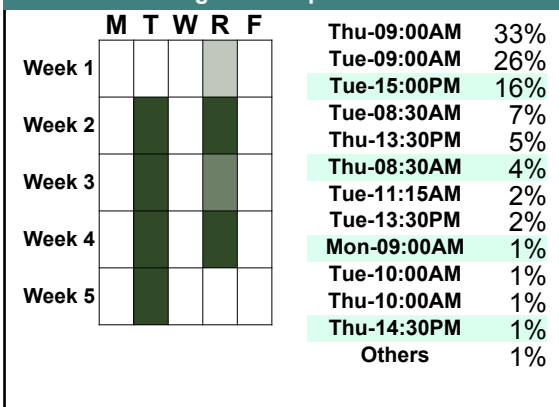 M T W R F
Week 1
Week 2
Week 3
Week 4
Week 5
Thu-09:00AM 33%
Tue-09:00AM 26%
Tue-15:00PM 16%
Tue-08:30AM 7%
Thu-13:30PM 5%
Thu-08:30AM 4%
Tue-11:15AM 2%
Tue-13:30PM 2%
Mon-09:00AM 1%
Tue-10:00AM 1%
Thu-10:00AM 1%
Thu-14:30PM 1%
Others 1%